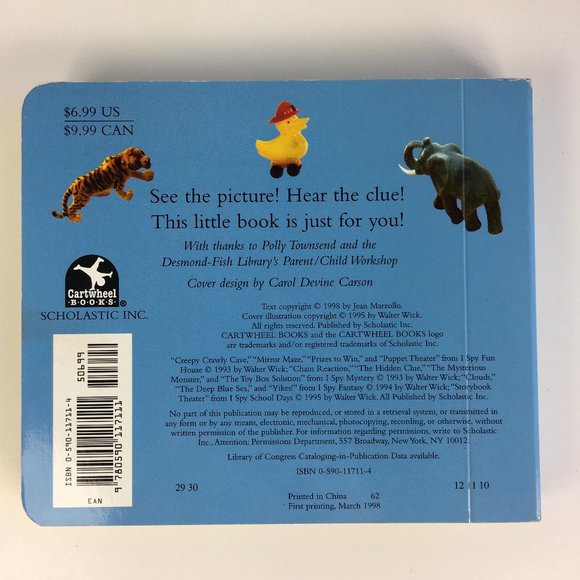 $6.99 US
$9.99 CAN
See the picture! Hear the clue!
This little book is just for you!
With thanks to Polly Townsend and the
Desmond-Fish Library's Parent/Child Workshop
Cover design by Carol Devine Carson
Cartwheel
·BOOKS·®
SCHOLASTIC INC.
Text copyright © 1998 by Jean Marzollo.
Cover illustration copyright © 1995 by Walter Wick.
All rights reserved. Published by Scholastic Inc.
CARTWHEEL BOOKS and the CARTWHEEL BOOKS logo
are trademarks and/or registered trademarks of Scholastic Inc.
"Creepy Crawly Cave," "Mirror Maze," "Prizes to Win," and "Puppet Theater" from I Spy Fun
House © 1993 by Walter Wick; "Chain Reaction," "The Hidden Clue," "The Mysterious
Monster," and "The Toy Box Solution" from I Spy Mystery © 1993 by Walter Wick; "Clouds,"
"The Deep Blue Sea," and "Yikes!" from I Spy Fantasy © 1994 by Walter Wick; "Storybook
Theater" from I Spy School Days © 1995 by Walter Wick. All Published by Scholastic Inc.
No part of this publication may be reproduced, or stored in a retrieval system, or transmitted in any
form or by any means, electronic, mechanical, photocopying, recording, or otherwise, without
written permission of the publisher. For information regarding permissions, write to Scholastic
Inc., Attention: Permissions Department, 557 Broadway, New York, NY 10012.
Library of Congress Cataloging-in-Publication Data available.
ISBN 0-590-11711-4
29 30
Printed in China 62
First printing, March 1998
12 11 10
50699
ISBN 0-590-11711-4
9 780590 117111
EAN